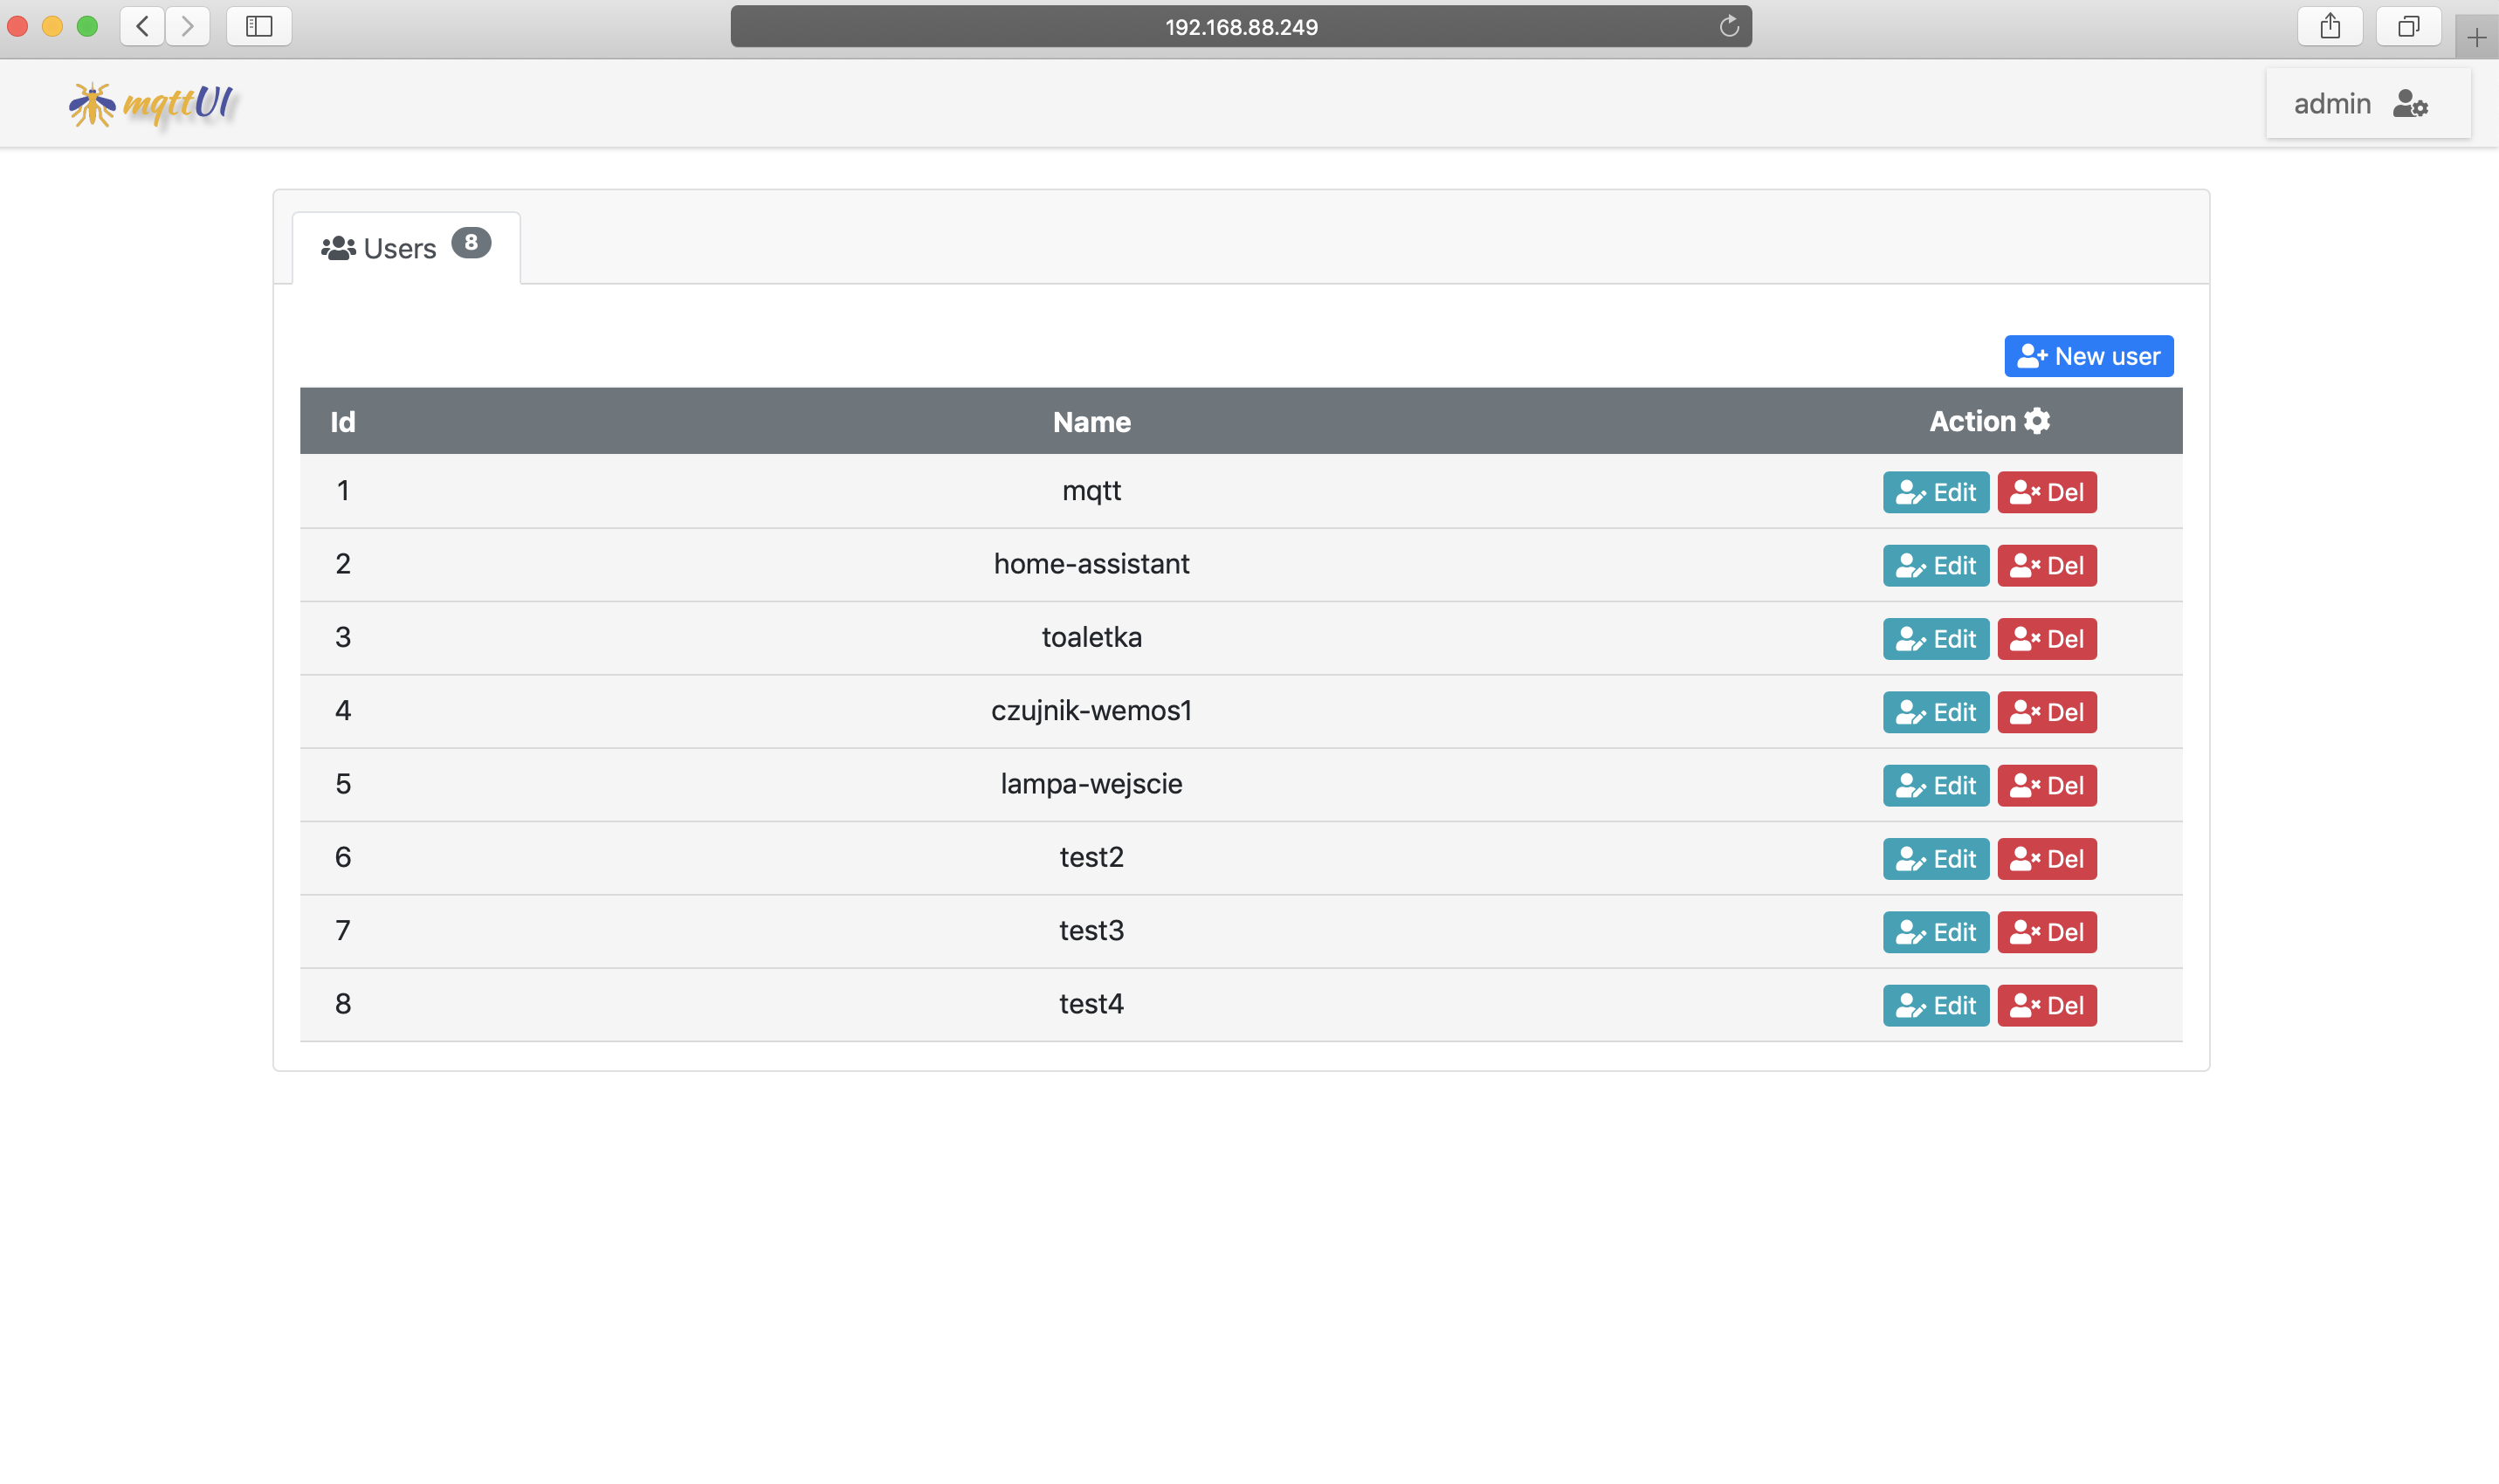 192.168.88.249
mqttUI
admin
Users 8
New user
Id Name Action
1 mqtt Edit Del
2 home-assistant Edit Del
3 toaletka Edit Del
4 czujnik-wemos1 Edit Del
5 lampa-wejscie Edit Del
6 test2 Edit Del
7 test3 Edit Del
8 test4 Edit Del